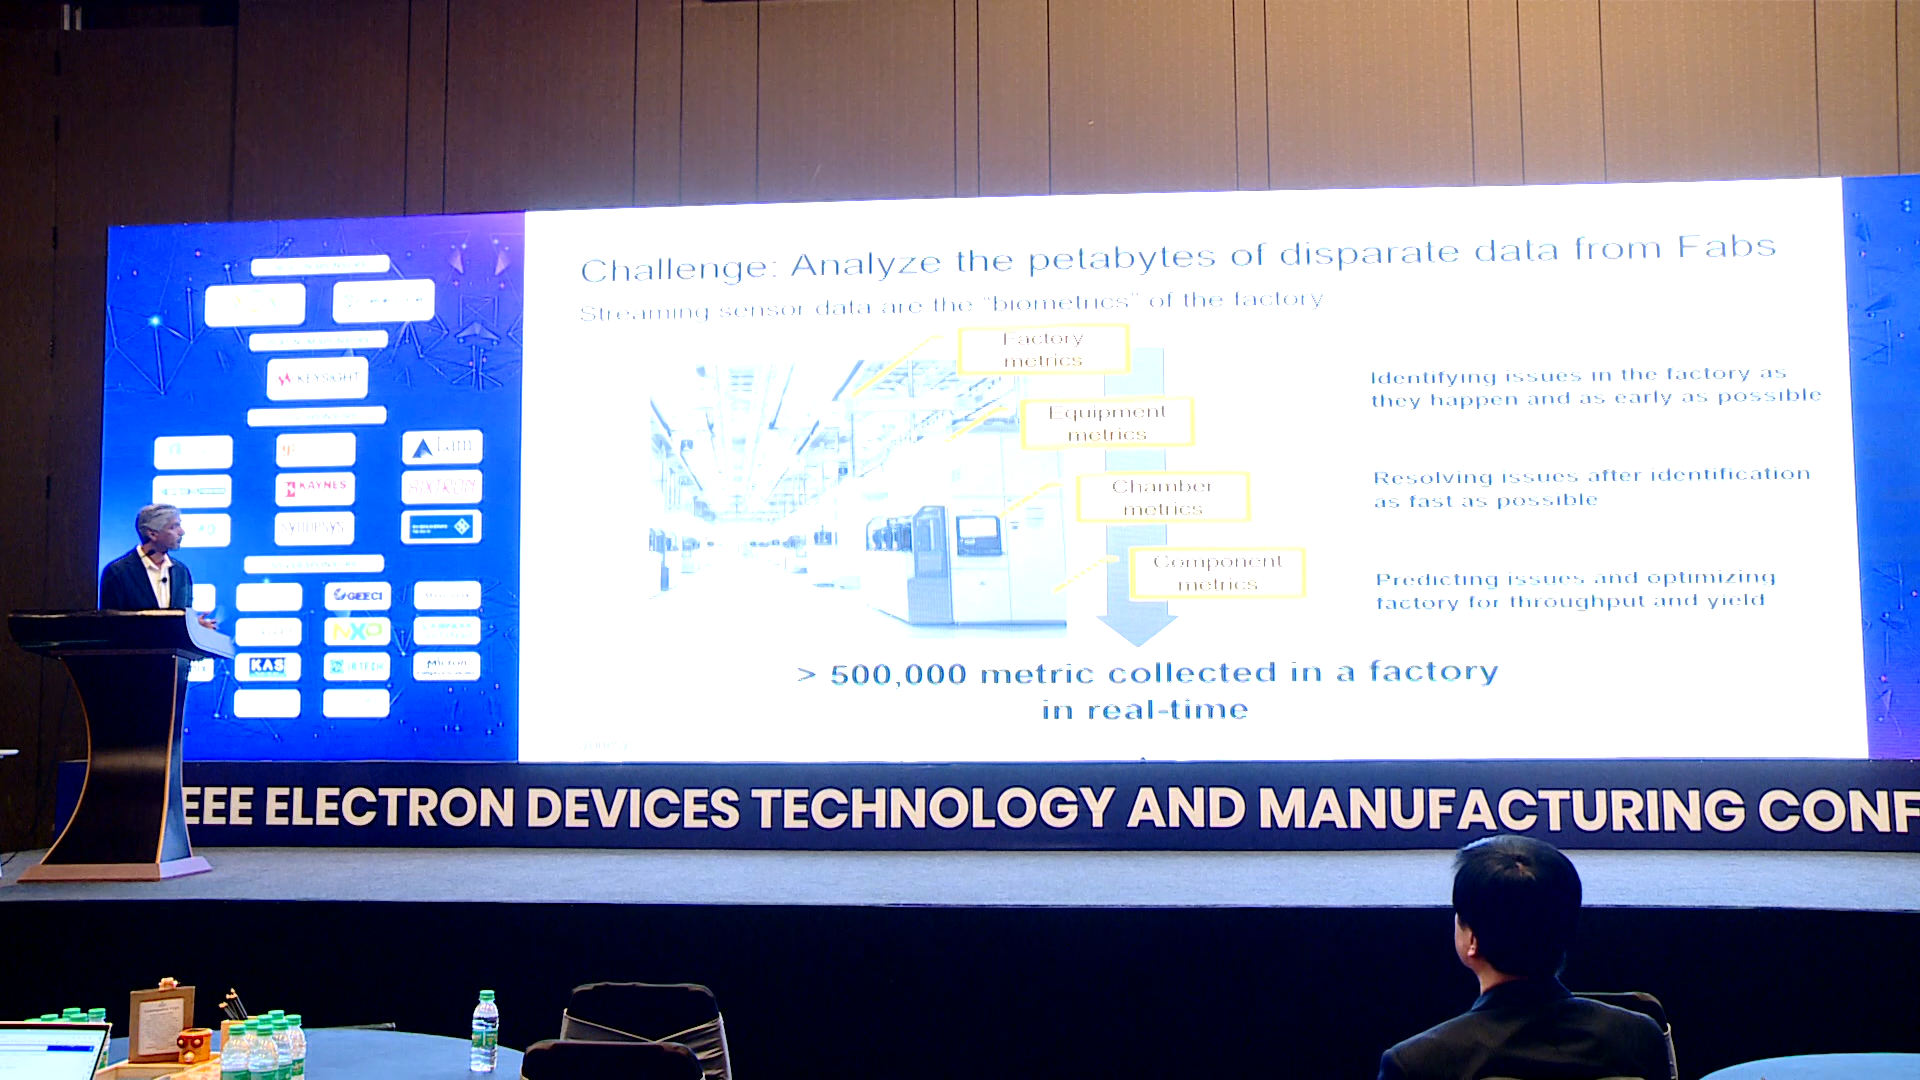 Challenge: Analyze the petabytes of disparate data from Fabs
Streaming sensor data are the "biometrics" of the factory
Factory
metrics
Equipment
metrics
Chamber
metrics
Component
metrics
Identifying issues in the factory as
they happen and as early as possible
Resolving issues after identification
as fast as possible
Predicting issues and optimizing
factory for throughput and yield
> 500,000 metric collected in a factory
in real-time
KEYSIGHT
Lam
KAYNES
AIXTRON
SYNOPSYS
GEECI
NXP
KAS
Micron
EEE ELECTRON DEVICES TECHNOLOGY AND MANUFACTURING CONF